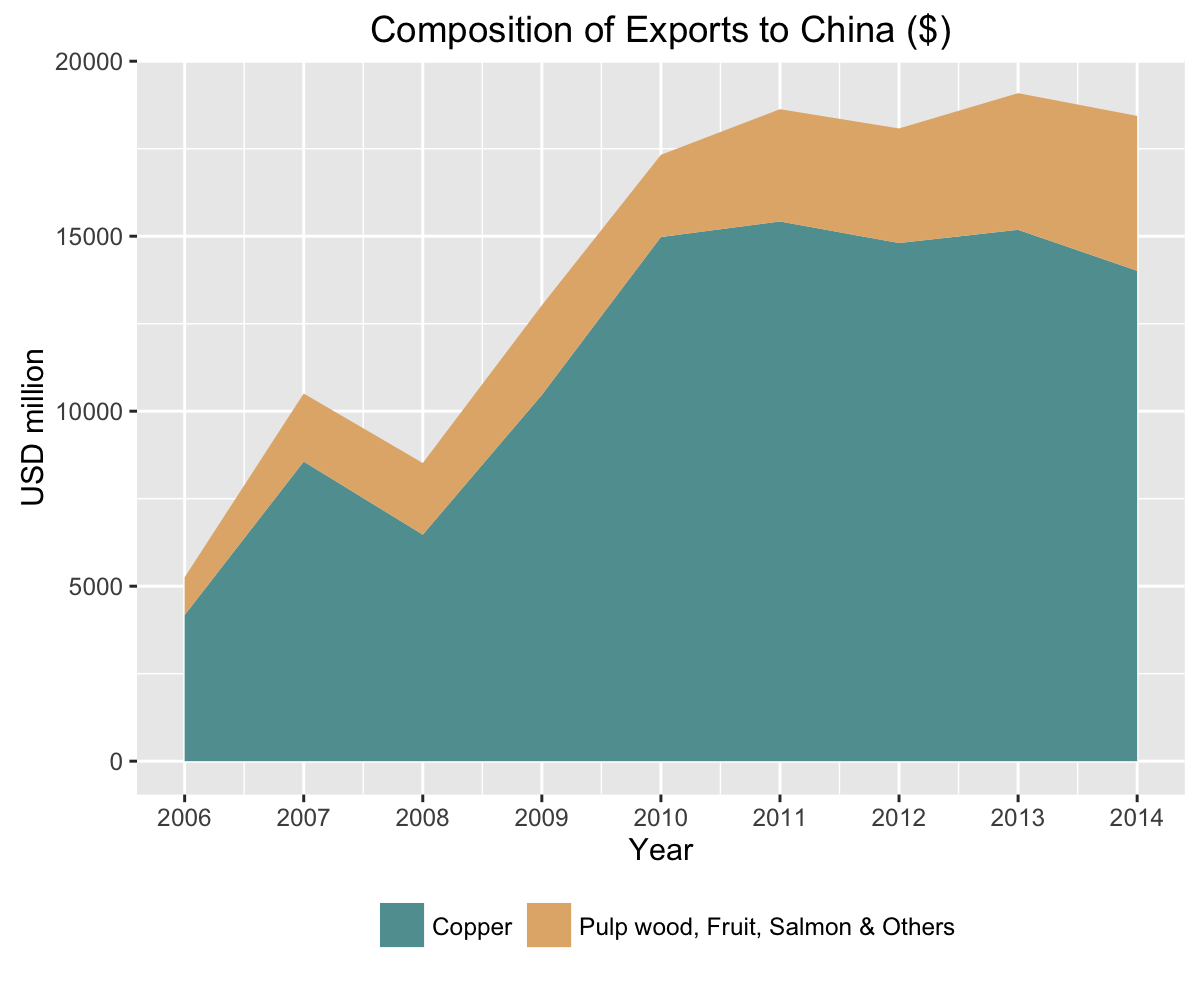 Composition of Exports to China ($)
20000
15000
10000
5000
0
USD million
2006 2007 2008 2009 2010 2011 2012 2013 2014
Year
Copper Pulp wood, Fruit, Salmon & Others